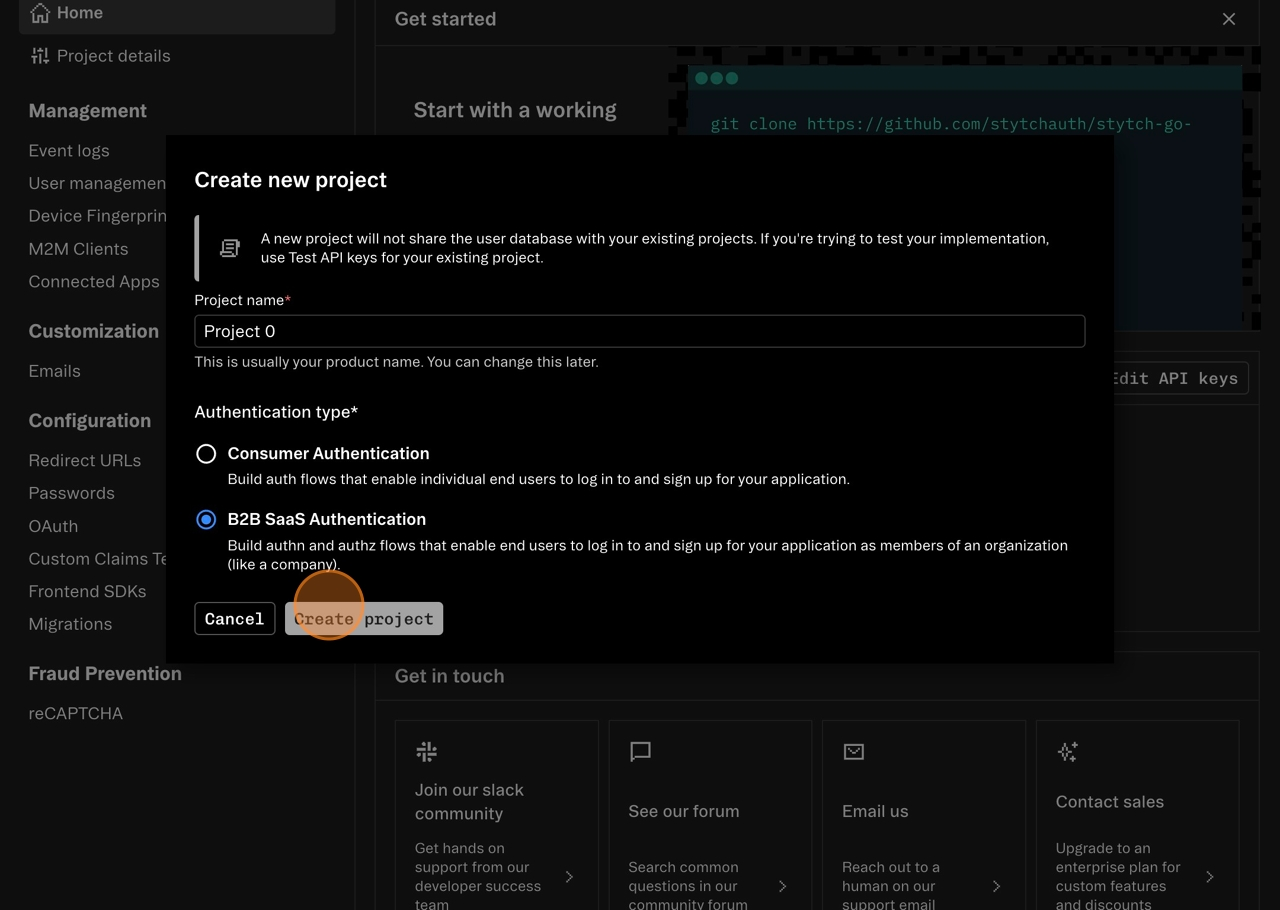 Home
Project details
Management
Event logs
User managemen
Device Fingerprin
M2M Clients
Connected Apps
Customization
Emails
Configuration
Redirect URLs
Passwords
OAuth
Custom Claims Te
Frontend SDKs
Migrations
Fraud Prevention
reCAPTCHA
Get started
Start with a working
git clone https://github.com/stytchauth/stytch-go-
Create new project
A new project will not share the user database with your existing projects. If you're trying to test your implementation,
use Test API keys for your existing project.
Project name*
Project 0
This is usually your product name. You can change this later.
Authentication type*
Consumer Authentication
Build auth flows that enable individual end users to log in to and sign up for your application.
B2B SaaS Authentication
Build authn and authz flows that enable end users to log in to and sign up for your application as members of an organization
(like a company).
Cancel
Create project
Edit API keys
Get in touch
Join our slack
community
Get hands on
support from our
developer success
team
See our forum
Search common
questions in our
community forum
Email us
Reach out to a
human on our
support email
Contact sales
Upgrade to an
enterprise plan for
custom features
and discounts